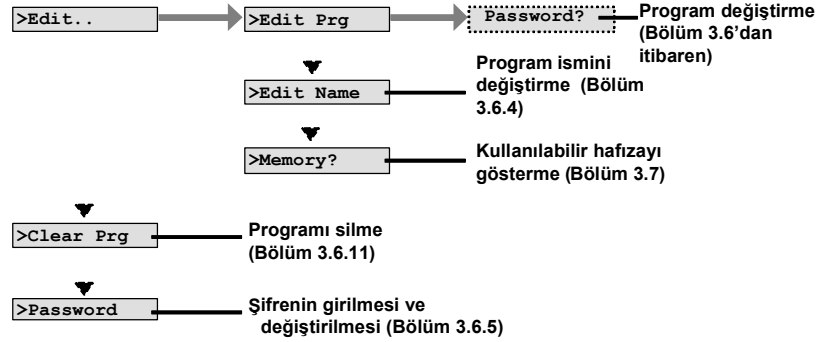 >Edit..
>Edit Prg
Password?
Program değiştirme
(Bölüm 3.6’dan
itibaren)
>Edit Name
Program ismini
değiştirme (Bölüm
3.6.4)
>Memory?
Kullanılabilir hafızayı
gösterme (Bölüm 3.7)
>Clear Prg
Programı silme
(Bölüm 3.6.11)
>Password
Şifrenin girilmesi ve
değiştirilmesi (Bölüm 3.6.5)